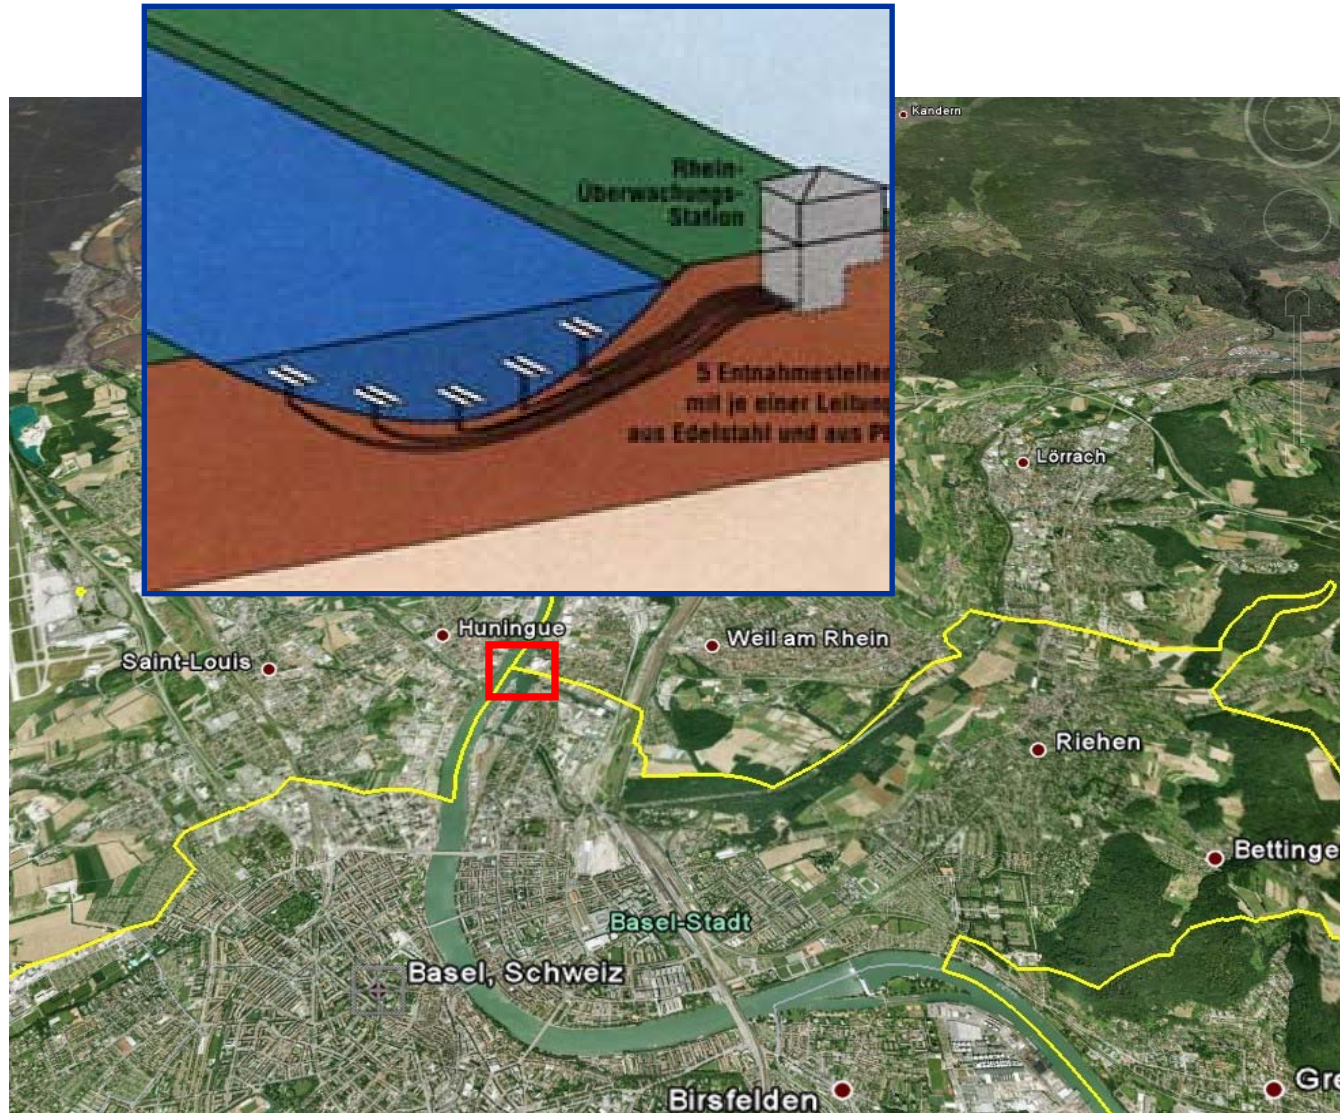 Kandern
Rhein-
Überwachungs-
Station
5 Entnahmestellen
mit je einer Leitung
aus Edelstahl und aus
Lörrach
Huningue
Weil am Rhein
Saint-Louis
Riehen
Bettinge
Basel-Stadt
Basel, Schweiz
Birsfelden
Gre